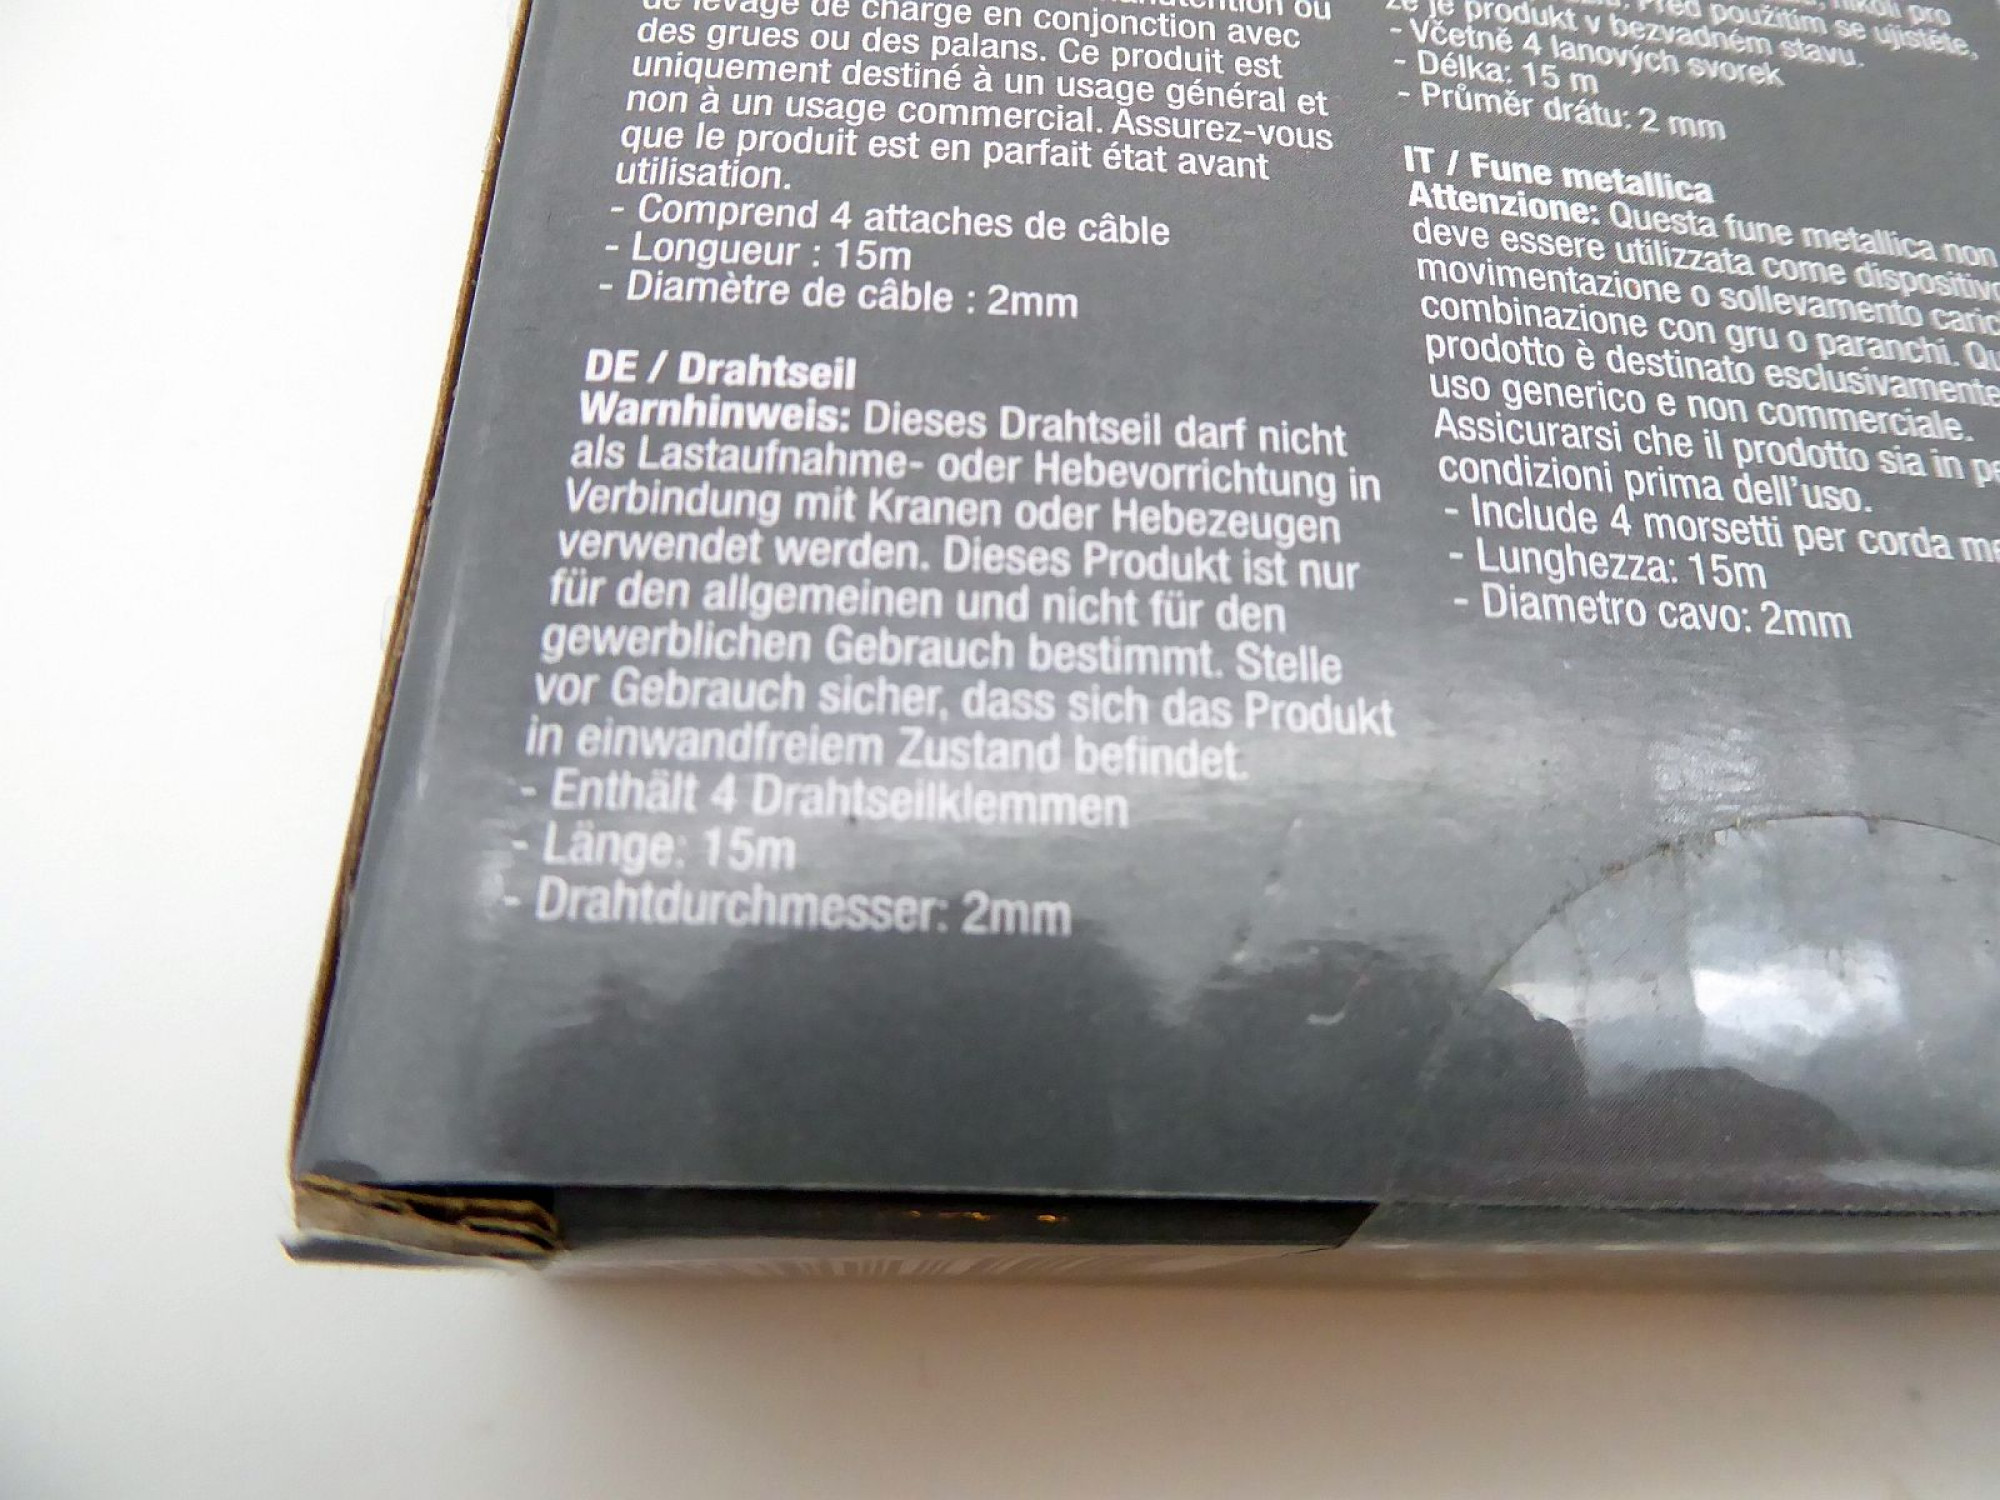 de levage de charge en conjonction avec
des grues ou des palans. Ce produit est
uniquement destiné à un usage général et
non à un usage commercial. Assurez-vous
que le produit est en parfait état avant
utilisation.
- Comprend 4 attaches de câble
- Longueur : 15m
- Diamètre de câble : 2mm
DE / Drahtseil
Warnhinweis: Dieses Drahtseil darf nicht
als Lastaufnahme- oder Hebevorrichtung in
Verbindung mit Kranen oder Hebezeugen
verwendet werden. Dieses Produkt ist nur
für den allgemeinen und nicht für den
gewerblichen Gebrauch bestimmt. Stelle
vor Gebrauch sicher, dass sich das Produkt
in einwandfreiem Zustand befindet.
- Enthält 4 Drahtseilklemmen
- Länge: 15m
- Drahtdurchmesser: 2mm
nikoli pro
Před použitím se ujistěte,
že je produkt v bezvadném stavu.
- Včetně 4 lanových svorek
- Délka: 15 m
- Průměr drátu: 2 mm
IT / Fune metallica
Attenzione: Questa fune metallica non
deve essere utilizzata come
movimentazione o sollevamento
combinazione con gru o paranchi.
prodotto è destinato esclusivamente
uso generico e non commerciale.
Assicurarsi che il prodotto sia in
condizioni prima dell'uso.
- Include 4 morsetti per corda
- Lunghezza: 15m
- Diametro cavo: 2mm